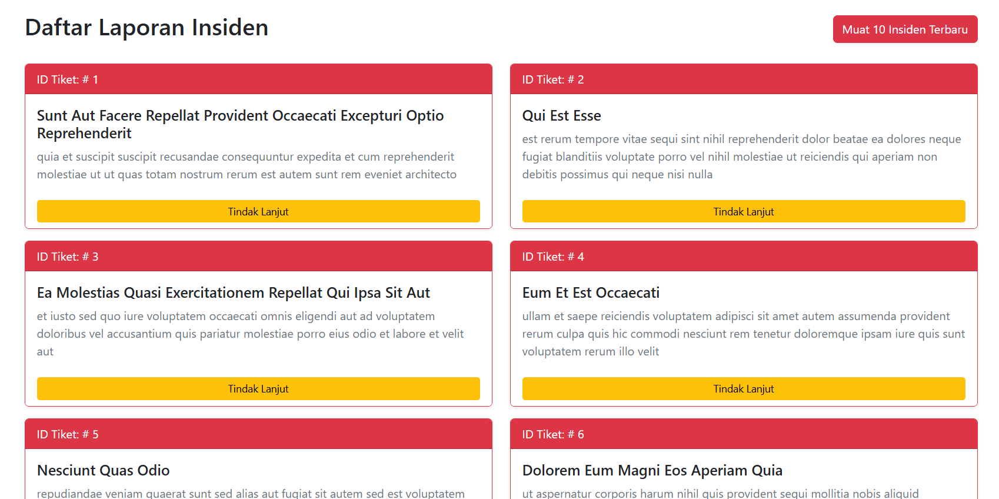 Daftar Laporan Insiden
Muat 10 Insiden Terbaru
ID Tiket: # 1
Sunt Aut Facere Repellat Provident Occaecati Excepturi Optio
Reprehenderit
quia et suscipit suscipit recusandae consequuntur expedita et cum reprehenderit
molestiae ut ut quas totam nostrum rerum est autem sunt rem eveniet architecto
Tindak Lanjut
ID Tiket: # 2
Qui Est Esse
est rerum tempore vitae sequi sint nihil reprehenderit dolor beatae ea dolores neque
fugiat blanditiis voluptate porro vel nihil molestiae ut reiciendis qui aperiam non
debitis possimus qui neque nisi nulla
Tindak Lanjut
ID Tiket: # 3
Ea Molestias Quasi Exercitationem Repellat Qui Ipsa Sit Aut
et iusto sed quo iure voluptatem occaecati omnis eligendi aut ad voluptatem
doloribus vel accusantium quis pariatur molestiae porro eius odio et labore et velit
aut
Tindak Lanjut
ID Tiket: # 4
Eum Et Est Occaecati
ullam et saepe reiciendis voluptatem adipisci sit amet autem assumenda provident
rerum culpa quis hic commodi nesciunt rem tenetur doloremque ipsam iure quis sunt
voluptatem rerum illo velit
Tindak Lanjut
ID Tiket: # 5
Nesciunt Quas Odio
repudiandae veniam quaerat sunt sed alias aut fugiat sit autem sed est voluptatem
ID Tiket: # 6
Dolorem Eum Magni Eos Aperiam Quia
ut aspernatur corporis harum nihil quis provident sequi mollitia nobis aliquid